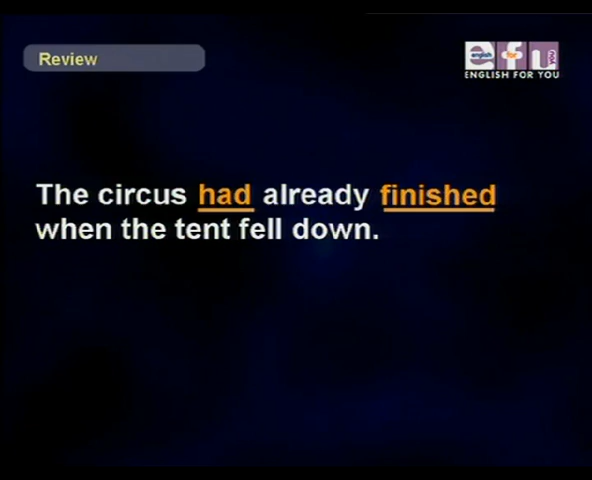 Review
english for you
ENGLISH FOR YOU
The circus had already finished
when the tent fell down.